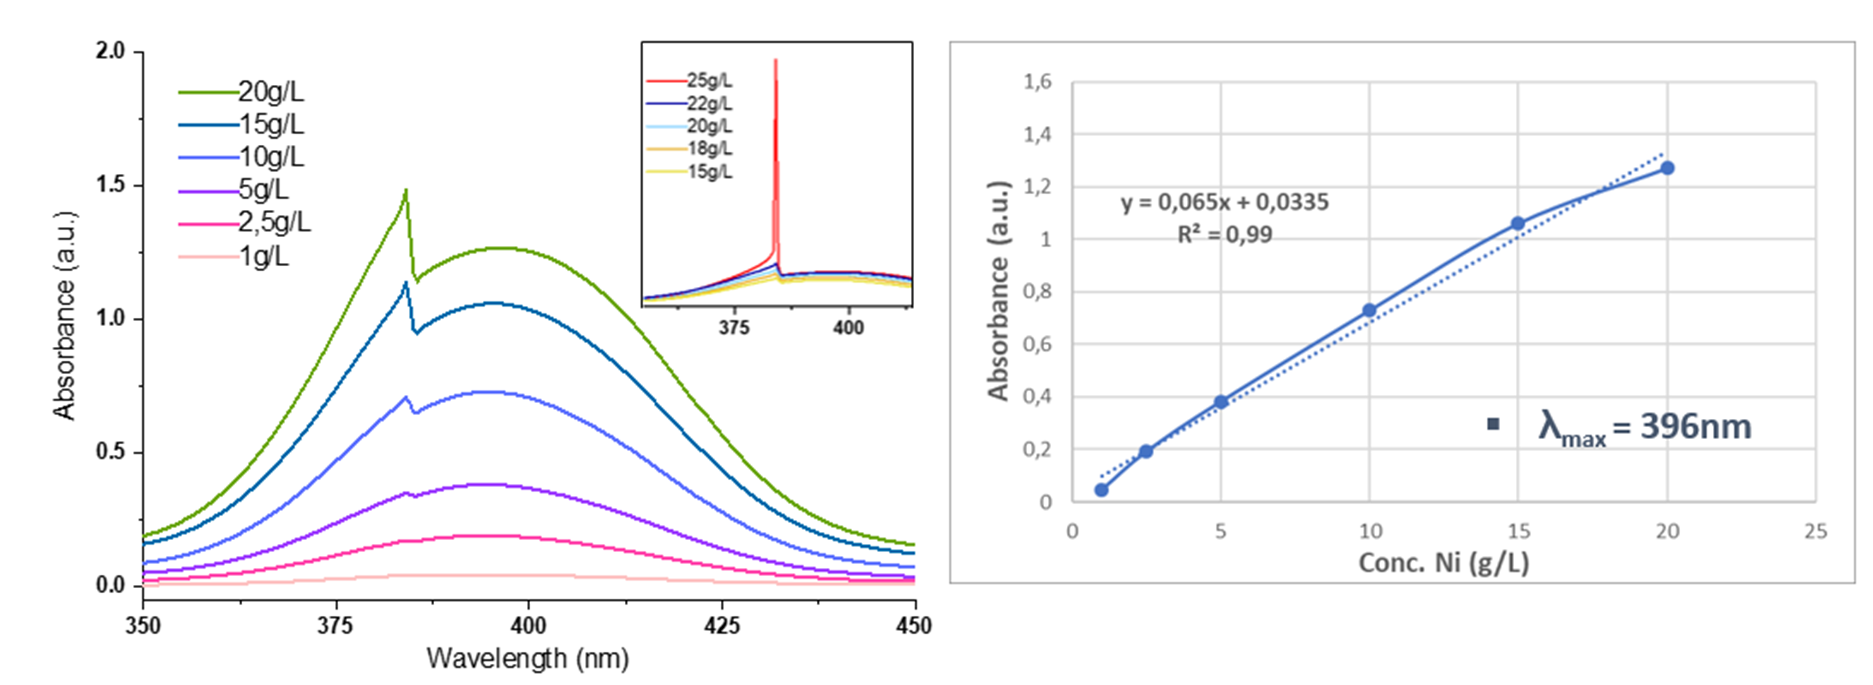 2.0
1.5
1.0
0.5
0.0
Absorbance (a.u.)
20g/L
15g/L
10g/L
5g/L
2,5g/L
1g/L
350 375 400 425 450
Wavelength (nm)
25g/L
22g/L
20g/L
18g/L
15g/L
375 400
1,6
1,4
1,2
1
0,8
0,6
0,4
0,2
0
Absorbance (a.u.)
y = 0,065x + 0,0335
R² = 0,99
▪ λmax = 396nm
0 5 10 15 20 25
Conc. Ni (g/L)